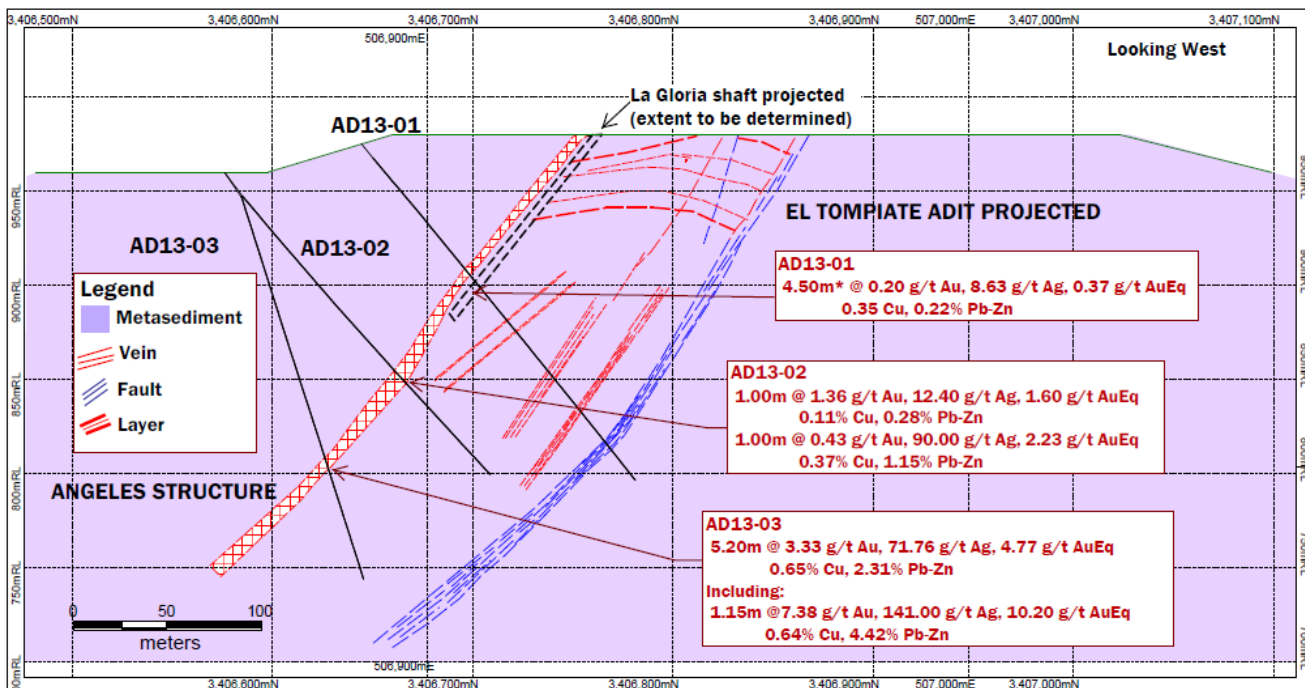 3,406,500mN 3,406,600mN 3,406,700mN 3,406,800mN 3,406,900mN 507,000mE 3,407,000mN 3,407,100mN
506,900mE
Looking West
La Gloria shaft projected
(extent to be determined)
AD13-01
950mRL
EL TOMPIATE ADIT PROJECTED
AD13-03
AD13-02
AD13-01
4.50m* @ 0.20 g/t Au, 8.63 g/t Ag, 0.37 g/t AuEq
0.35 Cu, 0.22% Pb-Zn
900mRL
Legend
Metasediment
Vein
Fault
Layer
850mRL
AD13-02
1.00m @ 1.36 g/t Au, 12.40 g/t Ag, 1.60 g/t AuEq
0.11% Cu, 0.28% Pb-Zn
1.00m @ 0.43 g/t Au, 90.00 g/t Ag, 2.23 g/t AuEq
0.37% Cu, 1.15% Pb-Zn
800mRL
ANGELES STRUCTURE
AD13-03
5.20m @ 3.33 g/t Au, 71.76 g/t Ag, 4.77 g/t AuEq
0.65% Cu, 2.31% Pb-Zn
Including:
1.15m @7.38 g/t Au, 141.00 g/t Ag, 10.20 g/t AuEq
0.64% Cu, 4.42% Pb-Zn
750mRL
0 50 100
meters
506,900mE
3,406,600mN 3,406,700mN 3,406,800mN 3,406,900mN 507,000mE 3,407,000mN